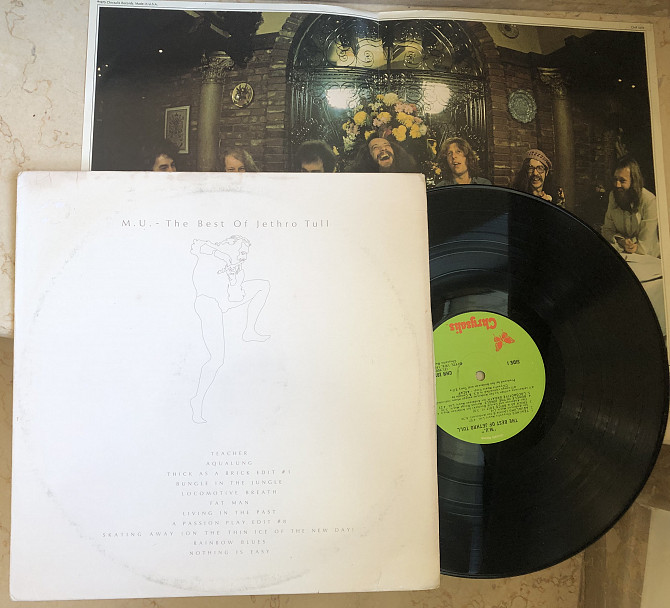 M.U. - The Best Of Jethro Tull
TEACHER
AQUALUNG
THICK AS A BRICK EDIT #1
BUNGLE IN THE JUNGLE
LOCOMOTIVE BREATH
FAT MAN
LIVING IN THE PAST
A PASSION PLAY EDIT #8
SKATING AWAY (ON THE THIN ICE OF THE NEW DAY)
RAINBOW BLUES
NOTHING IS EASY
Chrysalis
SIDE 1
"M.U."
THE BEST OF JETHRO TULL